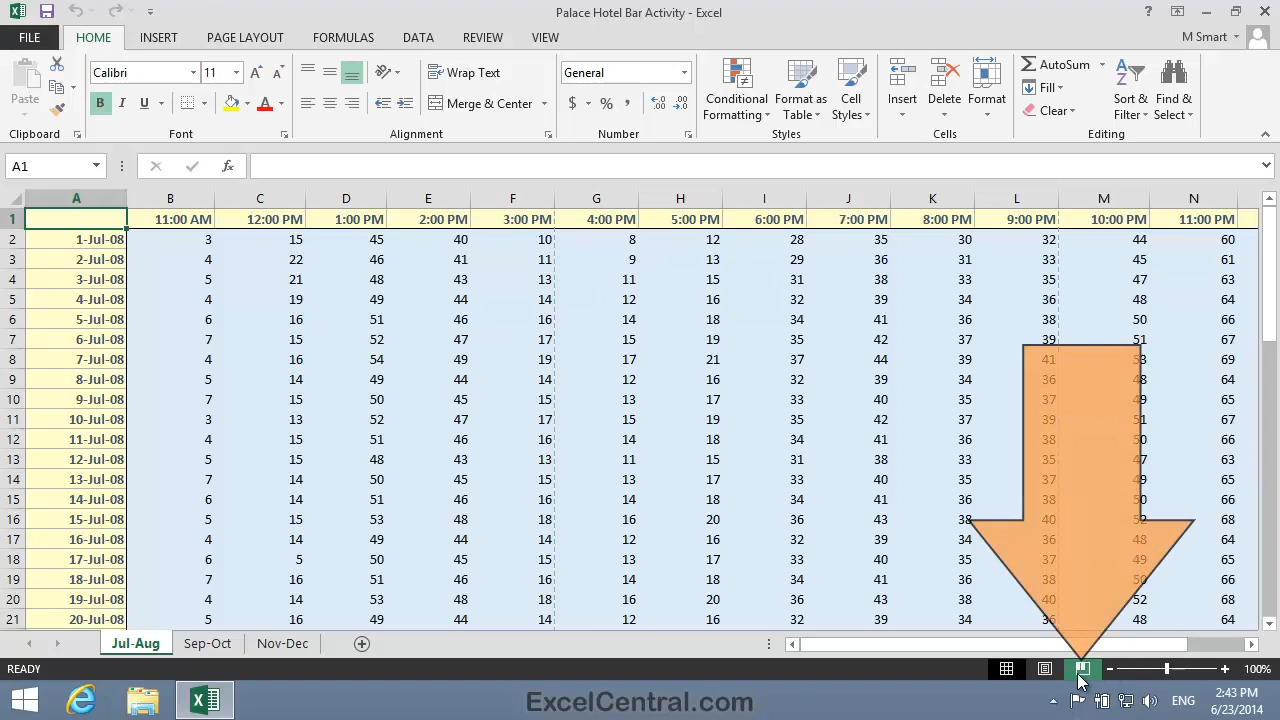 Palace Hotel Bar Activity - Excel
FILE HOME INSERT PAGE LAYOUT FORMULAS DATA REVIEW VIEW M Smart
Paste Calibri 11 Wrap Text General Conditional Formatting Format as Table Cell Styles Insert Delete Format AutoSum Fill Clear Sort & Filter Find & Select
B I U A Merge & Center $ % ,
Clipboard Font Alignment Number Styles Cells Editing
A1 fx
A B C D E F G H I J K L M N
1 11:00 AM 12:00 PM 1:00 PM 2:00 PM 3:00 PM 4:00 PM 5:00 PM 6:00 PM 7:00 PM 8:00 PM 9:00 PM 10:00 PM 11:00 PM
2 1-Jul-08 3 15 45 40 10 8 12 28 35 30 32 44 60
3 2-Jul-08 4 22 46 41 11 9 13 29 36 31 33 45 61
4 3-Jul-08 5 21 48 43 13 11 15 31 38 33 35 47 63
5 4-Jul-08 4 19 49 44 14 12 16 32 39 34 36 48 64
6 5-Jul-08 6 16 51 46 16 14 18 34 41 36 38 50 66
7 6-Jul-08 7 15 52 47 17 15 19 35 42 37 39 51 67
8 7-Jul-08 4 16 54 49 19 17 21 37 44 39 41 53 69
9 8-Jul-08 5 14 49 44 14 12 16 32 39 34 36 48 64
10 9-Jul-08 7 15 50 45 15 13 17 33 40 35 37 49 65
11 10-Jul-08 3 13 52 47 17 15 19 35 42 37 39 51 67
12 11-Jul-08 4 15 51 46 16 14 18 34 41 36 38 50 66
13 12-Jul-08 5 15 48 43 13 11 15 31 38 33 35 47 63
14 13-Jul-08 7 14 50 45 15 13 17 33 40 35 37 49 65
15 14-Jul-08 6 14 51 46 16 14 18 34 41 36 38 50 66
16 15-Jul-08 5 15 53 48 18 16 20 36 43 38 40 52 68
17 16-Jul-08 4 14 49 44 14 12 16 32 39 34 36 48 64
18 17-Jul-08 6 5 50 45 15 13 17 33 40 35 37 49 65
19 18-Jul-08 7 16 51 46 16 14 18 34 41 36 38 50 66
20 19-Jul-08 4 14 53 48 18 16 20 36 43 38 40 52 68
21 20-Jul-08 5 16 49 44 14 12 16 32 39 34 36 48 64
Jul-Aug Sep-Oct Nov-Dec
READY 100%
ExcelCentral.com ENG 2:43 PM
6/23/2014